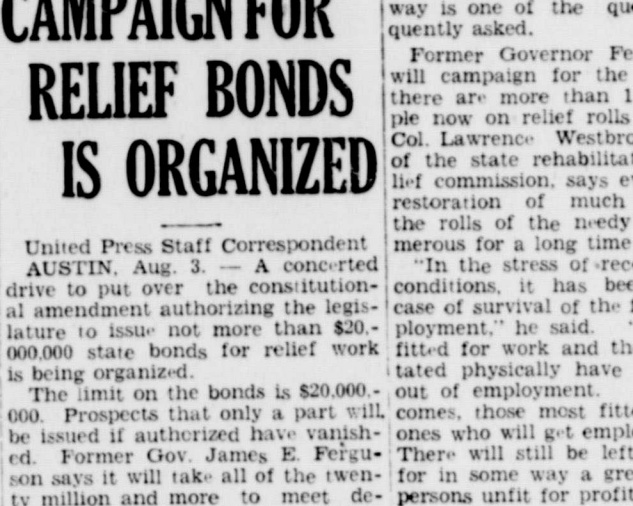 CAMPAIGN FOR
RELIEF BONDS
IS ORGANIZED
United Press Staff Correspondent
AUSTIN, Aug. 3. — A concerted
drive to put over the constitution-
al amendment authorizing the legis-
lature to issue not more than $20,-
000,000 state bonds for relief work
is being organized.
The limit on the bonds is $20,000,-
000. Prospects that only a part will
be issued if authorized have vanish-
ed. Former Gov. James E. Fergu-
son says it will take all of the twen-
ty million and more to meet de-
way is one of the
quently asked.
Former Governor
will campaign for the
there are more than
ple now on relief rolls
Col. Lawrence
of the state
lief commission, says
restoration of much
the rolls of the needy
merous for a long time
"In the stress of
conditions, it has
case of survival of the
ployment," he said.
fitted for work and
tated physically have
out of employment.
comes, those most
ones who will get
There will still be left
for in some way a
persons unfit for